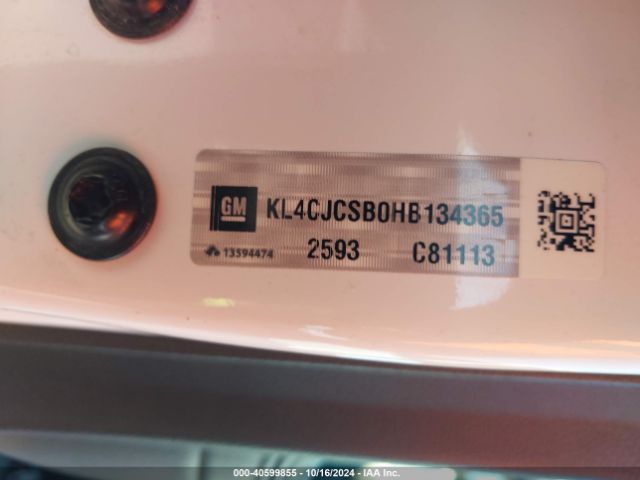 GM KL4CJCSB0HB134365
13594474 2593 C81113
000-40599855 - 10/16/2024 - IAA Inc.